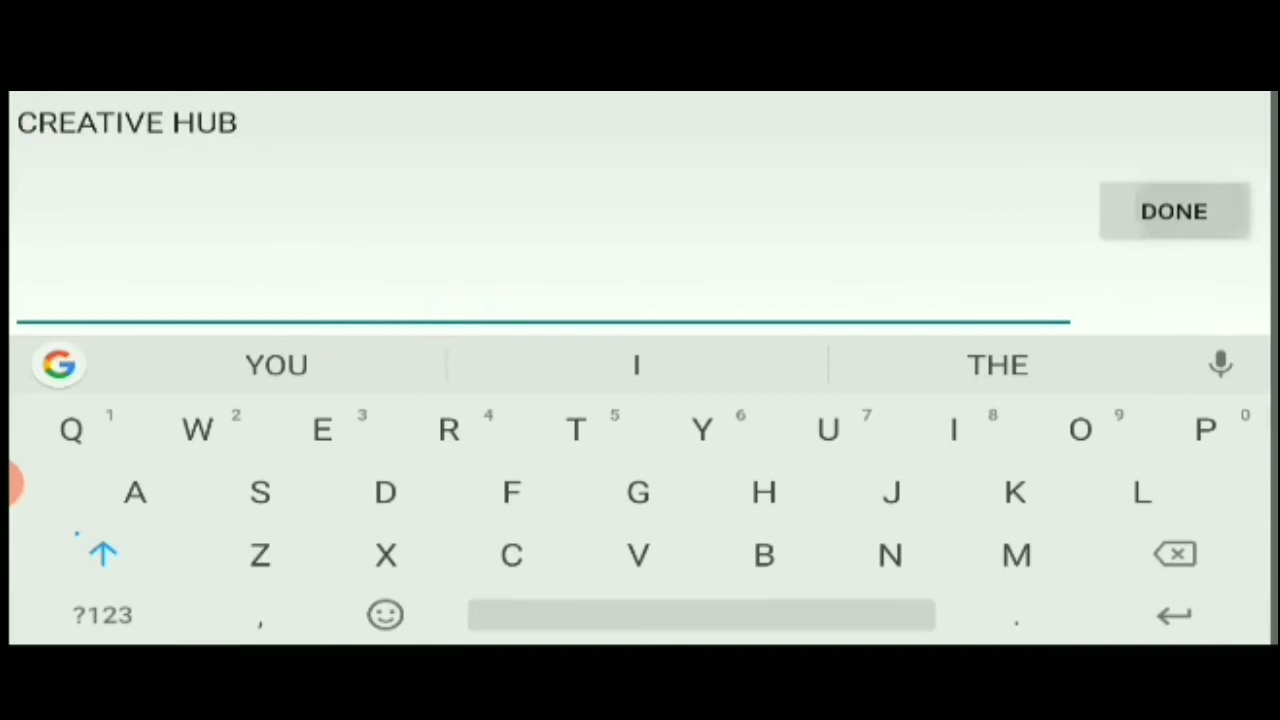 CREATIVE HUB
DONE
YOU I THE
Q 1 W 2 E 3 R 4 T 5 Y 6 U 7 I 8 O 9 P 0
A S D F G H J K L
Z X C V B N M
?123 , .